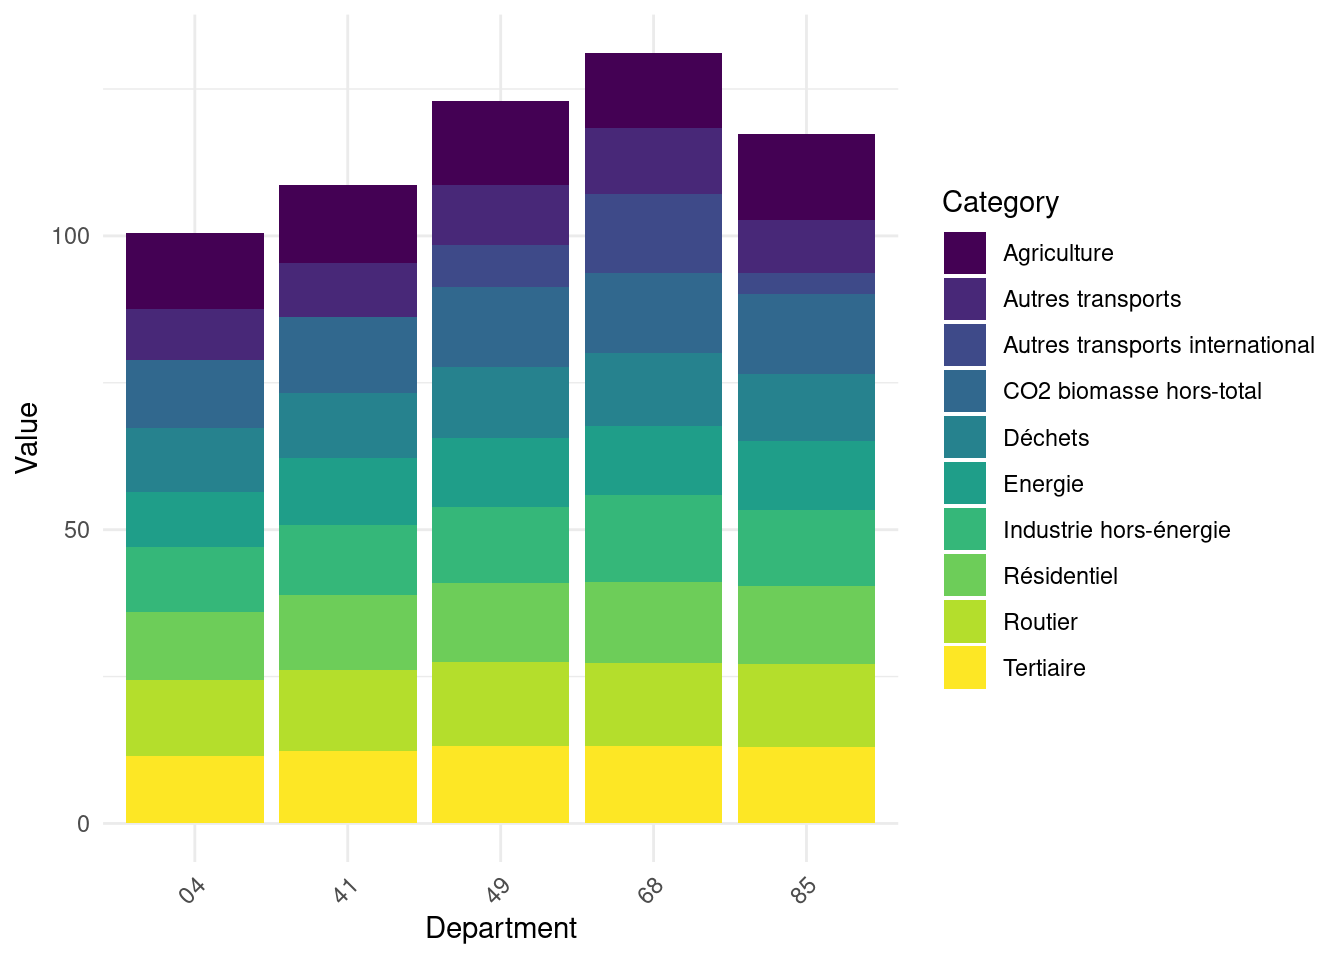 Value
100
50
0
04
41
49
68
85
Department
Category
Agriculture
Autres transports
Autres transports international
CO2 biomasse hors-total
Déchets
Energie
Industrie hors-énergie
Résidentiel
Routier
Tertiaire